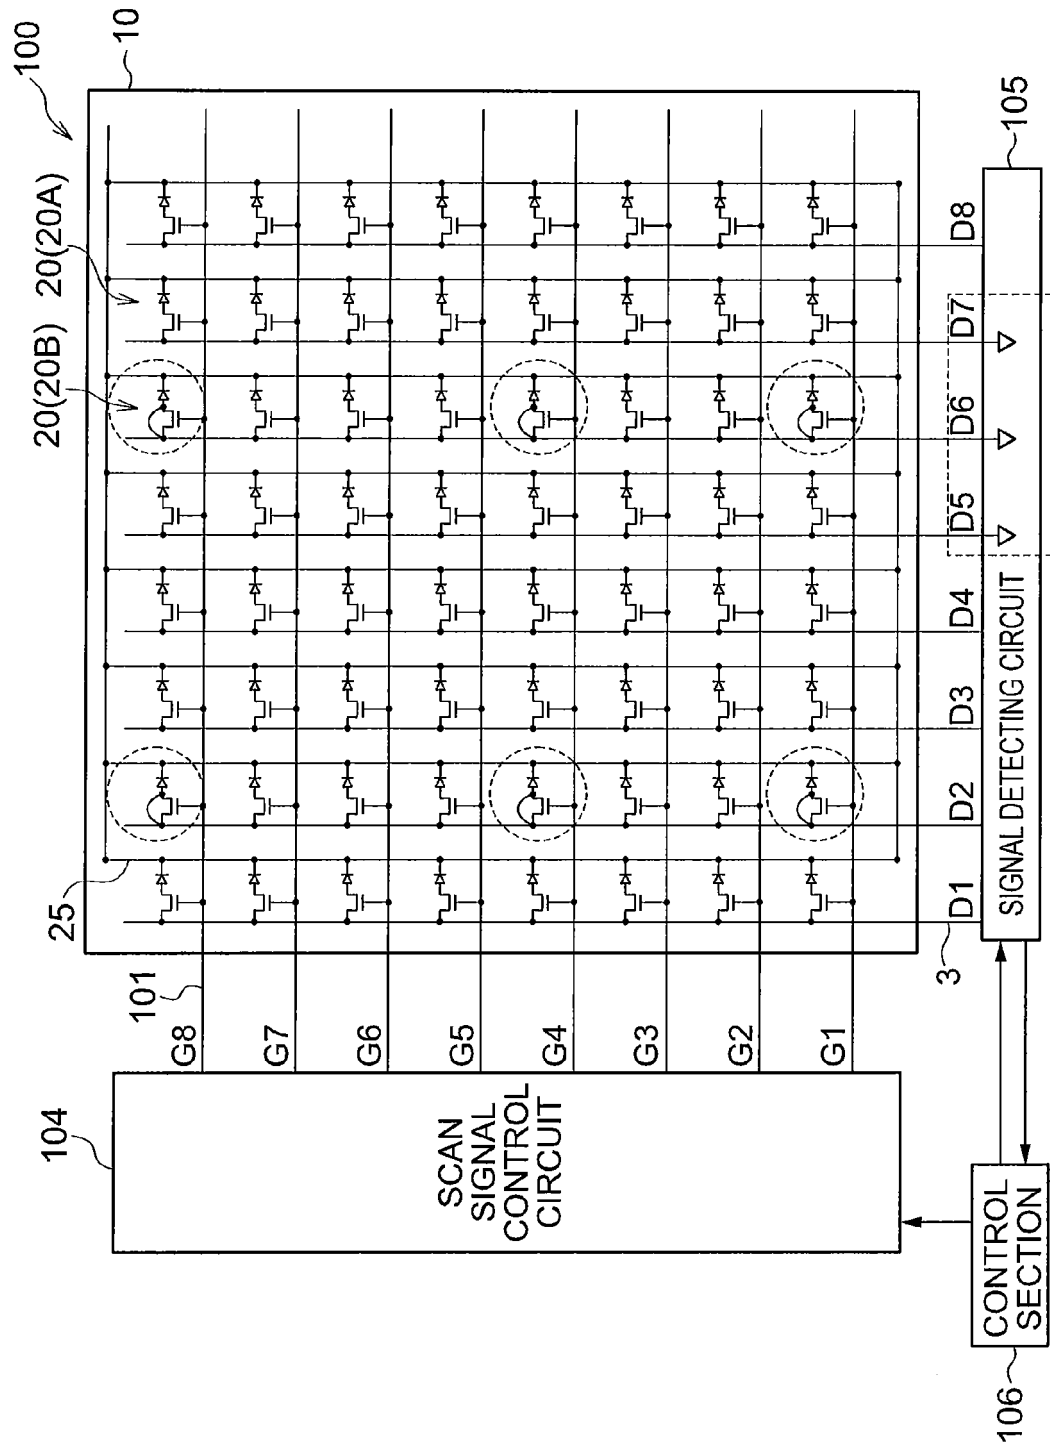 100
10
20(20A)
20(20B)
25
104
101
G8
G7
G6
G5
G4
G3
G2
G1
SCAN
SIGNAL
CONTROL
CIRCUIT
3
D1
D2
D3
D4
D5
D6
D7
D8
105
SIGNAL DETECTING CIRCUIT
CONTROL
SECTION
106